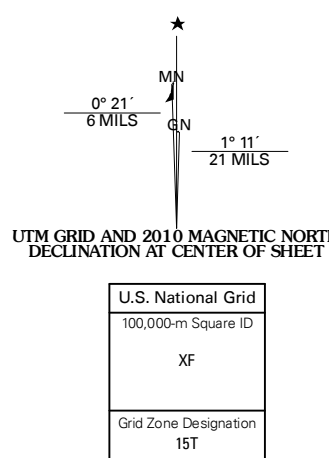 MN
0° 21´
6 MILS
GN
1° 11´
21 MILS
UTM GRID AND 2010 MAGNETIC NORT
DECLINATION AT CENTER OF SHEET
U.S. National Grid
100,000-m Square ID
XF
Grid Zone Designation
15T